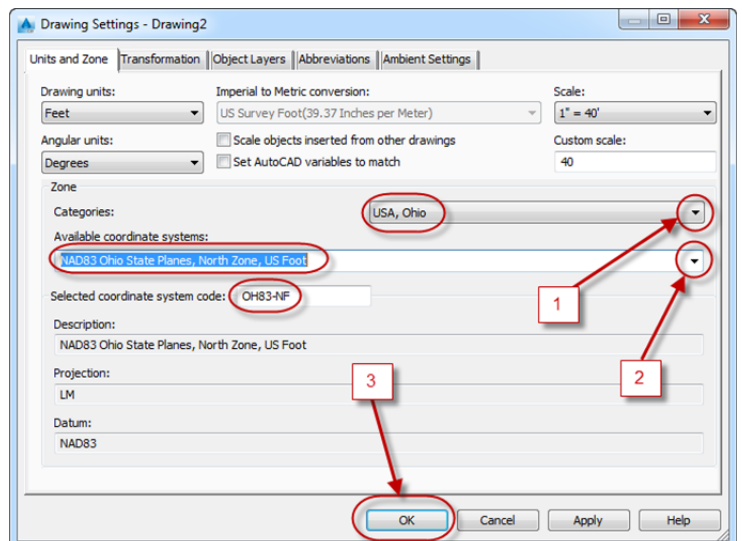 Drawing Settings - Drawing2
Units and Zone Transformation Object Layers Abbreviations Ambient Settings
Drawing units: Imperial to Metric conversion: Scale:
Feet US Survey Foot(39.37 Inches per Meter) 1" = 40'
Angular units: Scale objects inserted from other drawings Custom scale:
Degrees Set AutoCAD variables to match 40
Zone
Categories: USA, Ohio
Available coordinate systems:
NAD83 Ohio State Planes, North Zone, US Foot
Selected coordinate system code: OH83-NF
1
Description:
NAD83 Ohio State Planes, North Zone, US Foot
2
Projection:
3
LM
Datum:
NAD83
OK Cancel Apply Help